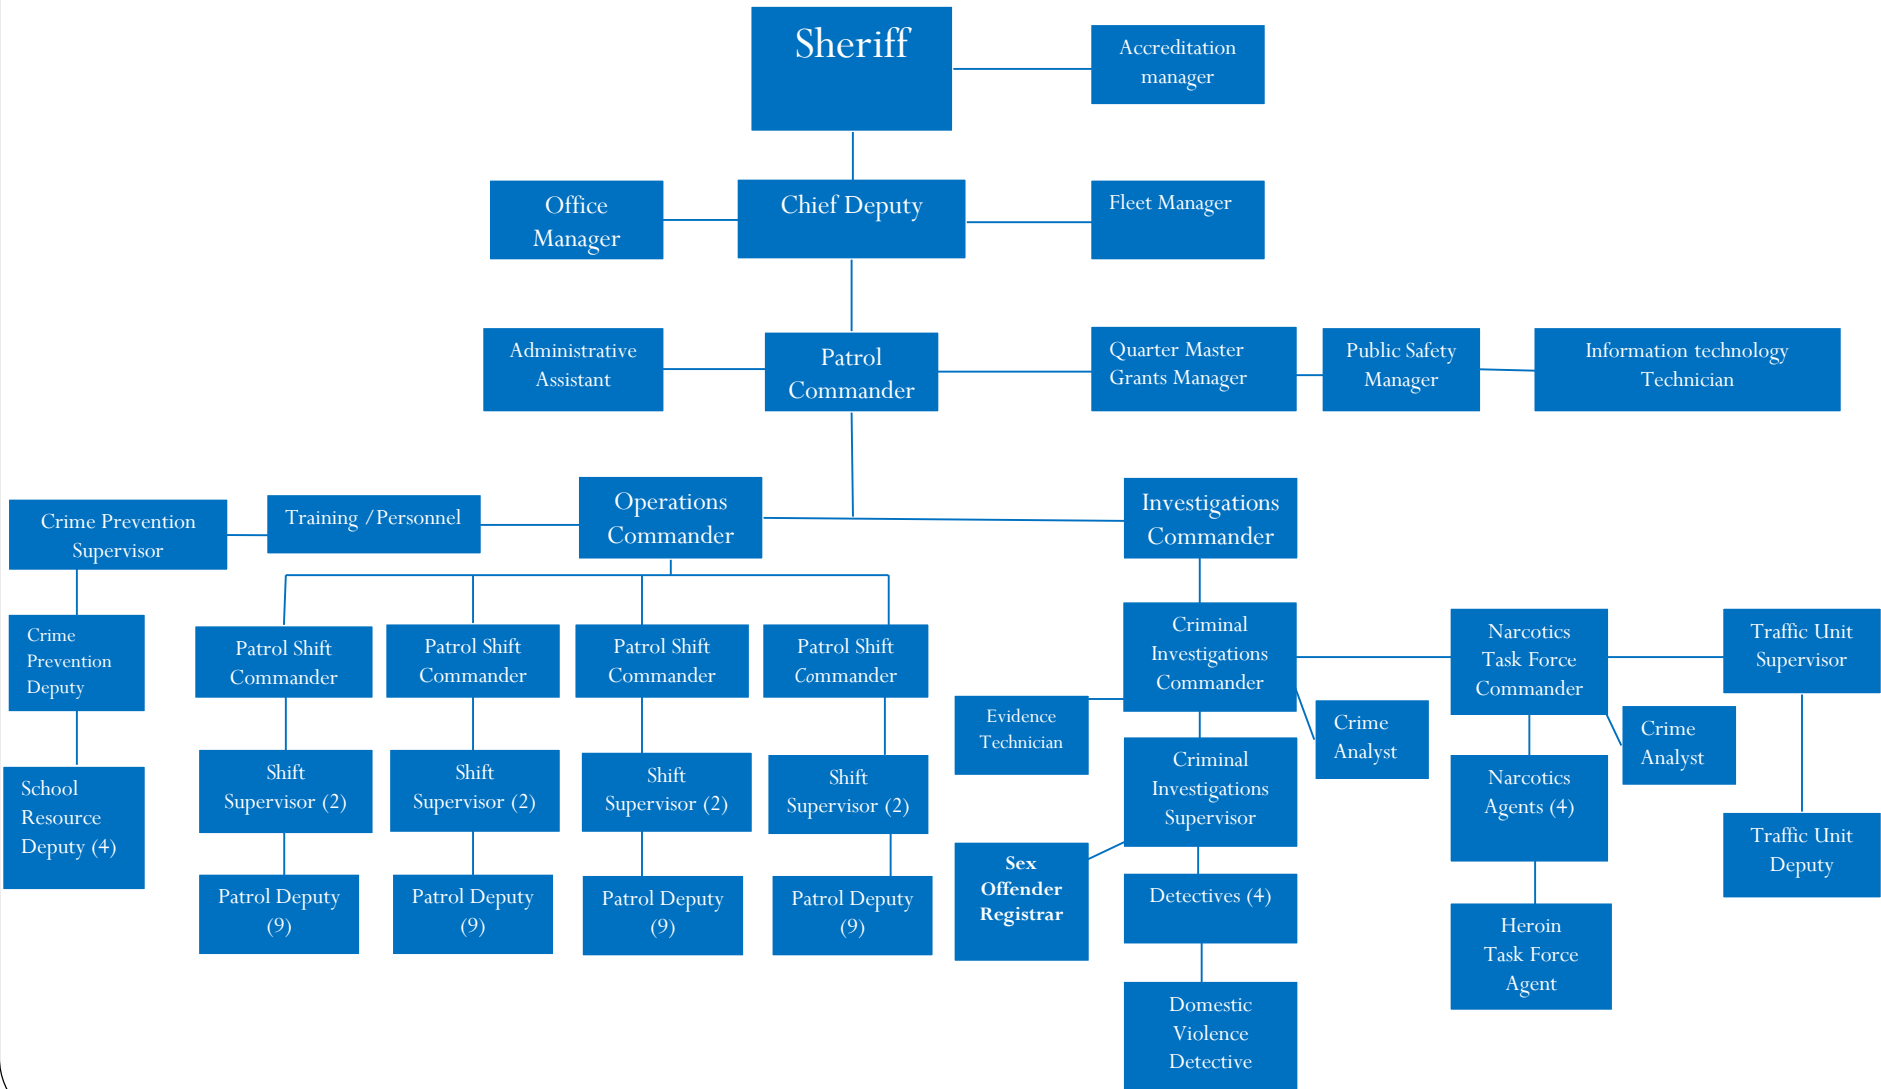 Sheriff
Accreditation
manager
Office
Manager
Chief Deputy
Fleet Manager
Administrative
Assistant
Patrol
Commander
Quarter Master
Grants Manager
Public Safety
Manager
Information technology
Technician
Crime Prevention
Supervisor
Training /Personnel
Operations
Commander
Investigations
Commander
Crime
Prevention
Deputy
Patrol Shift
Commander
Patrol Shift
Commander
Patrol Shift
Commander
Patrol Shift
Commander
Criminal
Investigations
Commander
Narcotics
Task Force
Commander
Traffic Unit
Supervisor
Evidence
Technician
Crime
Analyst
Crime
Analyst
School
Resource
Deputy (4)
Shift
Supervisor (2)
Shift
Supervisor (2)
Shift
Supervisor (2)
Shift
Supervisor (2)
Criminal
Investigations
Supervisor
Narcotics
Agents (4)
Traffic Unit
Deputy
Patrol Deputy
(9)
Patrol Deputy
(9)
Patrol Deputy
(9)
Patrol Deputy
(9)
Sex
Offender
Registrar
Detectives (4)
Heroin
Task Force
Agent
Domestic
Violence
Detective